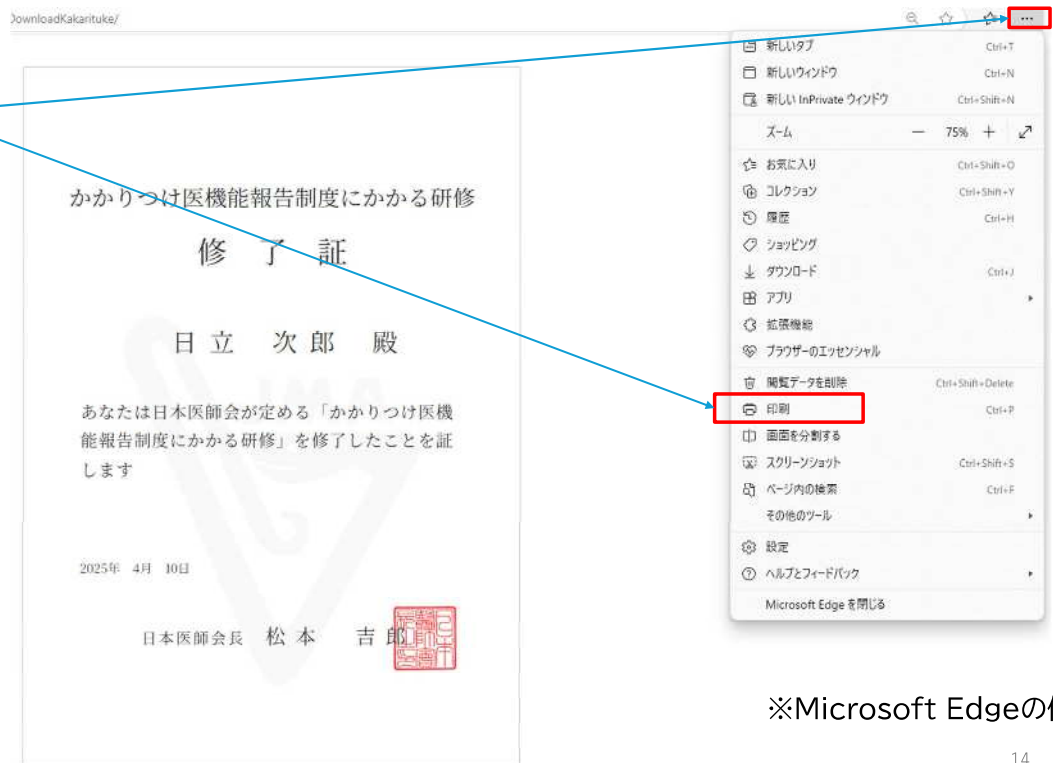 DownloadKakarituke/
かかりつけ医機能報告制度にかかる研修
修 了 証
日 立 次 郎 殿
あなたは日本医師会が定める「かかりつけ医機
能報告制度にかかる研修」を修了したことを証
します
2025年 4月 10日
日本医師会長 松 本 吉 郎
新しいタブ Ctrl+T
新しいウィンドウ Ctrl+N
新しい InPrivate ウィンドウ Ctrl+Shift+N
ズーム — 75% +
お気に入り Ctrl+Shift+O
コレクション Ctrl+Shift+Y
履歴 Ctrl+H
ショッピング
ダウンロード Ctrl+J
アプリ
拡張機能
ブラウザーのエッセンシャル
閲覧データを削除 Ctrl+Shift+Delete
印刷 Ctrl+P
画面を分割する
スクリーンショット Ctrl+Shift+S
ページ内の検索 Ctrl+F
その他のツール
設定
ヘルプとフィードバック
Microsoft Edge を閉じる
※Microsoft Edgeの
14